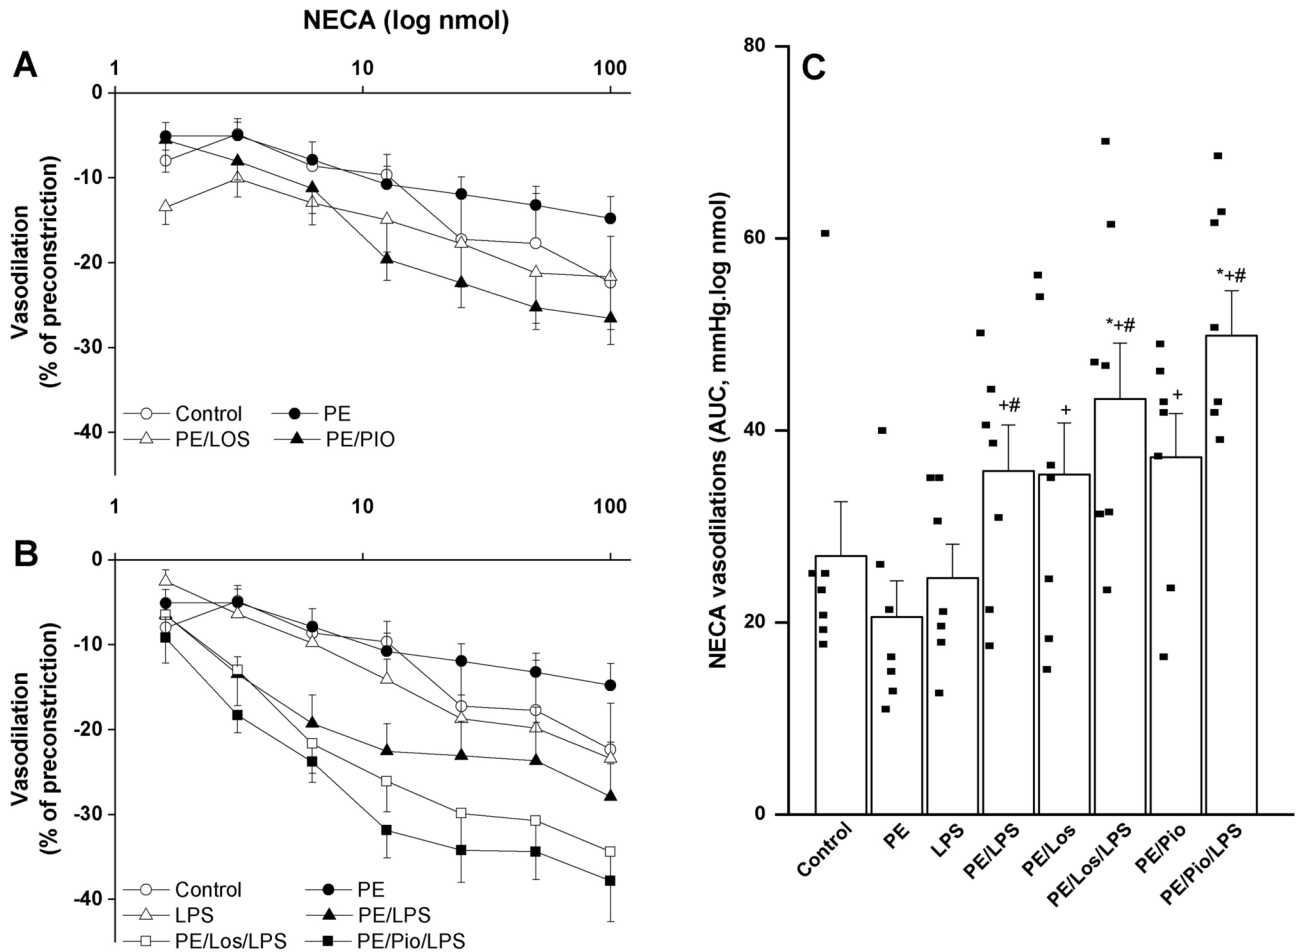 NECA (log nmol)
A
1 10 100
0
-10
-20
-30
-40
Vasodilation
(% of preconstriction)
Control PE
PE/LOS PE/PIO
B
1 10 100
0
-10
-20
-30
-40
Vasodilation
(% of preconstriction)
Control PE
LPS PE/LPS
PE/Los/LPS PE/Pio/LPS
C
80
60
40
20
0
NECA vasodilations (AUC, mmHg.log nmol)
+#
+
*+#
+
*+#
Control
PE
LPS
PE/LPS
PE/Los
PE/Los/LPS
PE/Pio
PE/Pio/LPS